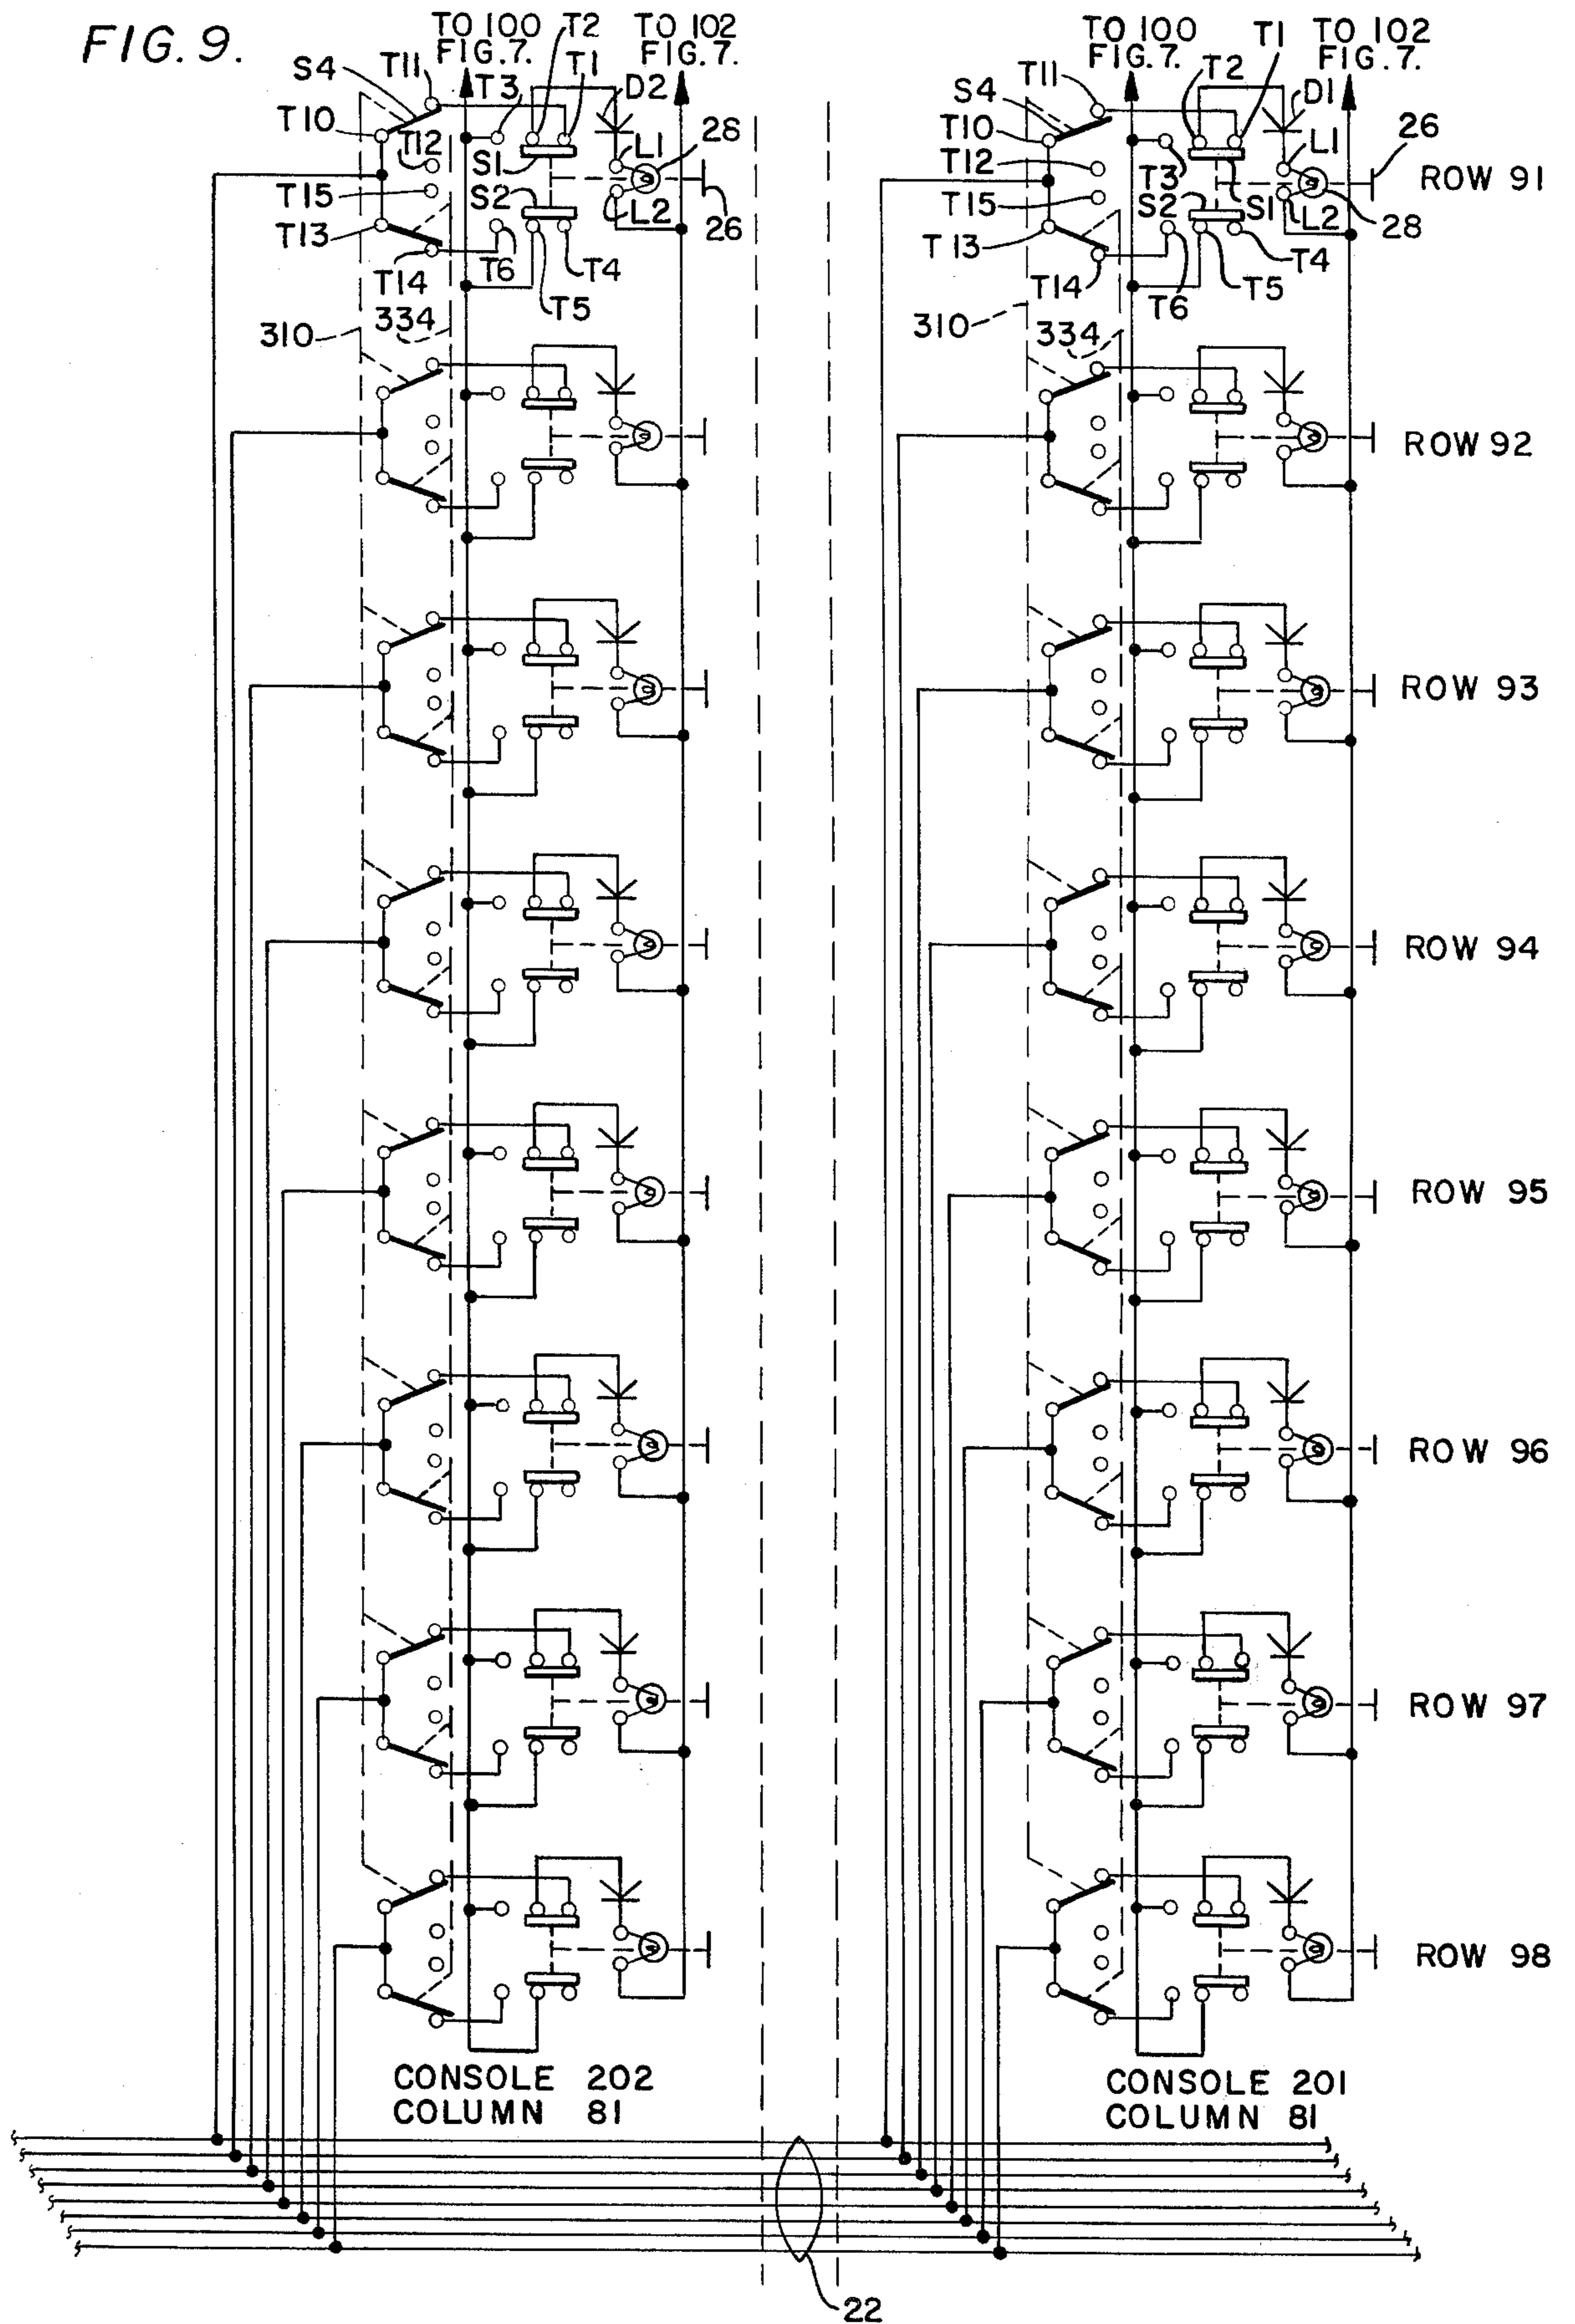 FIG. 9.
TO 100
FIG. 7.
T2
TO 102
FIG. 7.
S4
T11
T3
T1
D2
T10
T12
S1
L1
28
T15
S2
L2
26
T13
T14
T6
T5
T4
310
334
TO 100
FIG. 7.
T1
TO 102
FIG. 7.
T11
T2
S4
D1
T10
L1
26
T12
T3
ROW 91
T15
S2
S1
L2
28
T13
T14
T6
T5
T4
310
334
ROW 92
ROW 93
ROW 94
ROW 95
ROW 96
ROW 97
ROW 98
CONSOLE 202
COLUMN 81
CONSOLE 201
COLUMN 81
22